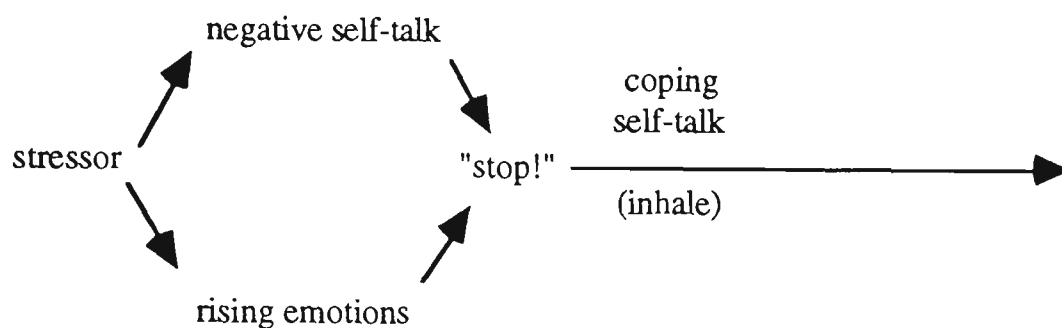 negative self-talk
coping
self-talk
stressor
"stop!"
(inhale)
rising emotions